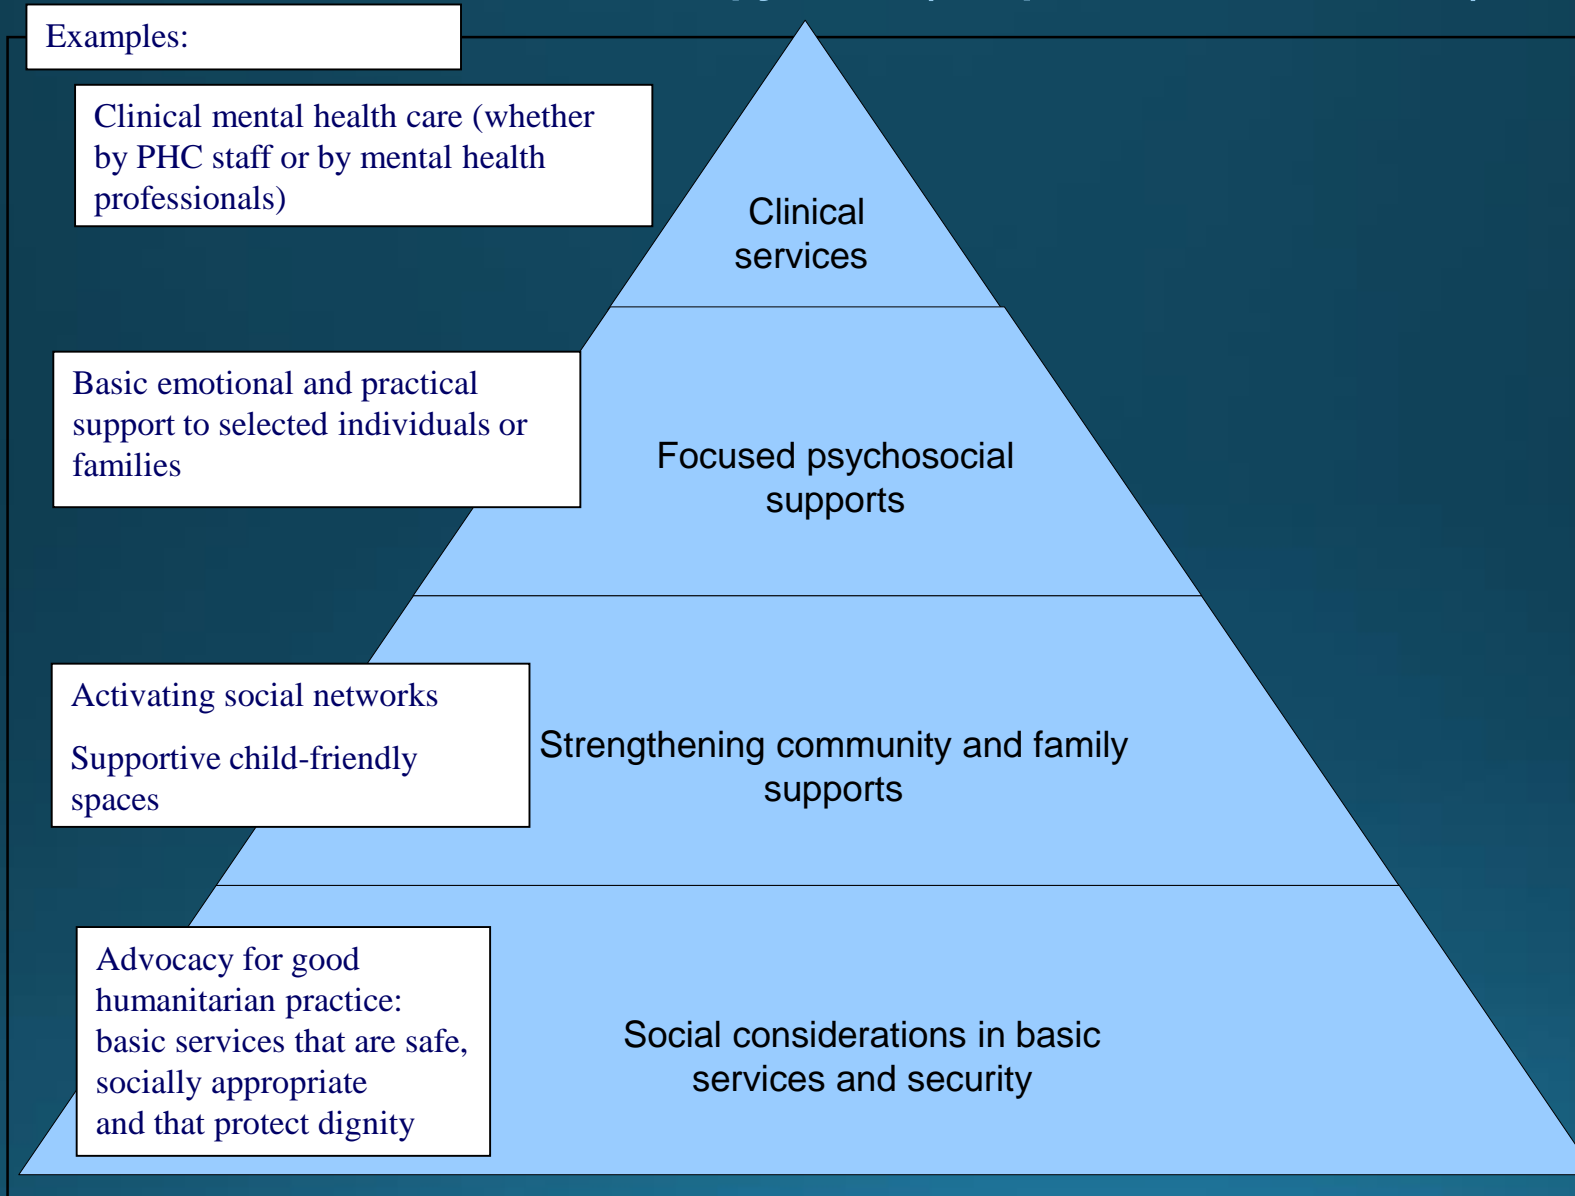 Examples:
Clinical mental health care (whether
by PHC staff or by mental health
professionals)
Clinical
services
Basic emotional and practical
support to selected individuals or
families
Focused psychosocial
supports
Activating social networks
Supportive child-friendly
spaces
Strengthening community and family
supports
Advocacy for good
humanitarian practice:
basic services that are safe,
socially appropriate
and that protect dignity
Social considerations in basic
services and security